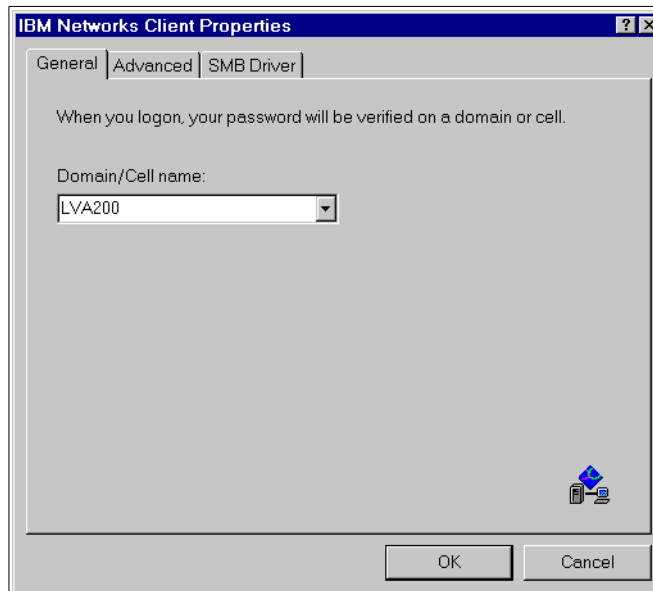 IBM Networks Client Properties
General Advanced SMB Driver
When you logon, your password will be verified on a domain or cell.
Domain/Cell name:
LVA200
OK Cancel